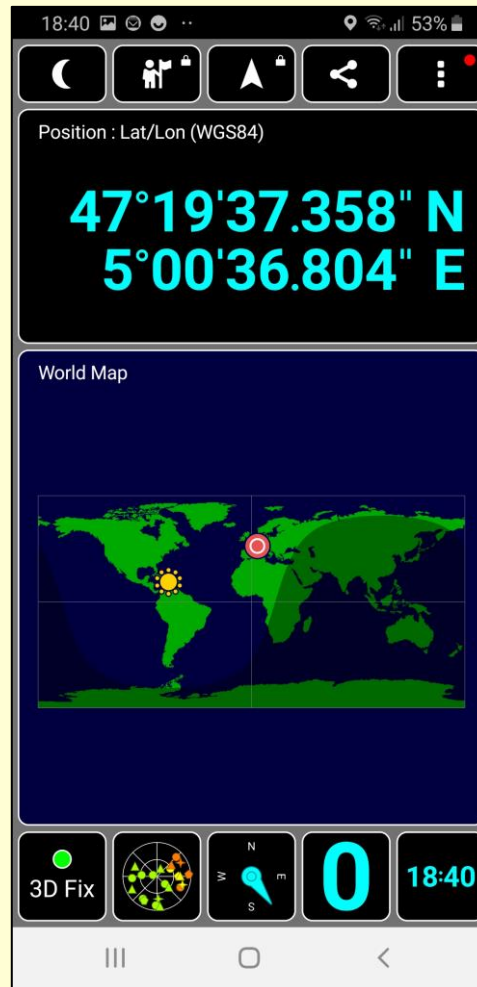 18:40 53%
Position : Lat/Lon (WGS84)
47°19'37.358" N
5°00'36.804" E
World Map
3D Fix
N
W E
S
0
18:40